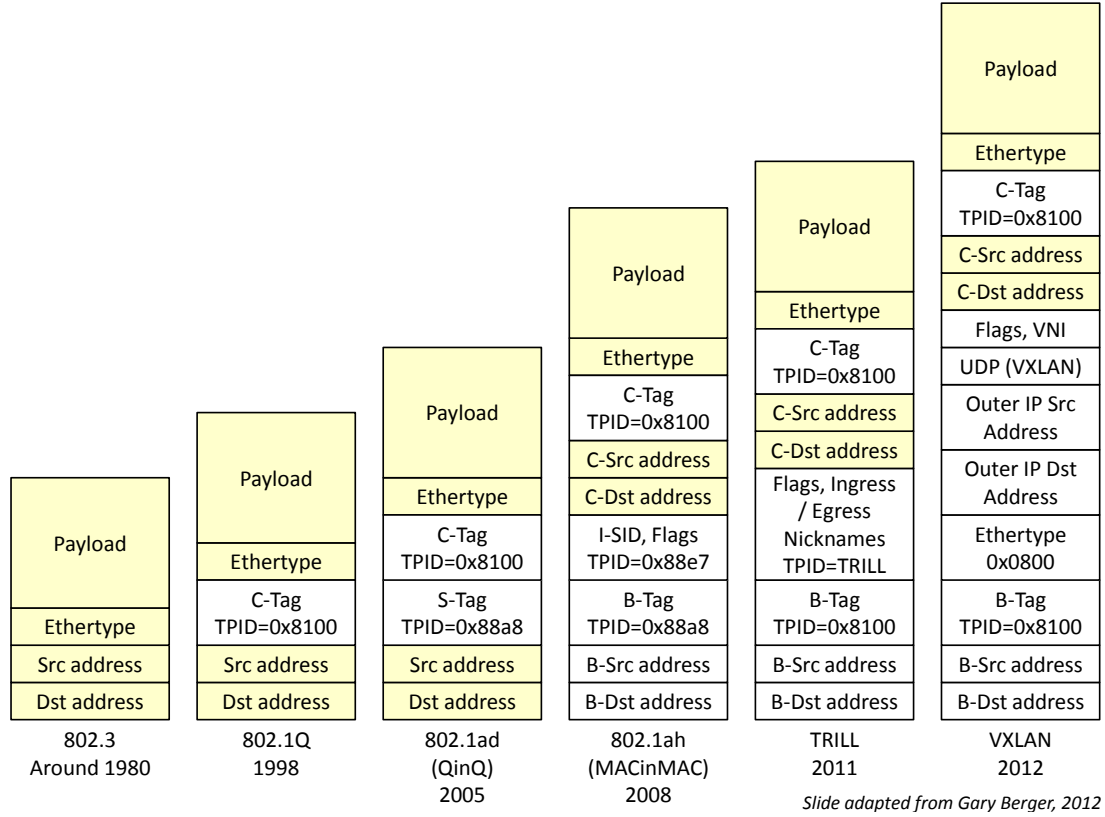 Payload
Ethertype
Src address
Dst address
802.3
Around 1980
Payload
Ethertype
C-Tag
TPID=0x8100
Src address
Dst address
802.1Q
1998
Payload
Ethertype
C-Tag
TPID=0x8100
S-Tag
TPID=0x88a8
Src address
Dst address
802.1ad
(QinQ)
2005
Payload
Ethertype
C-Tag
TPID=0x8100
C-Src address
C-Dst address
I-SID, Flags
TPID=0x88e7
B-Tag
TPID=0x88a8
B-Src address
B-Dst address
802.1ah
(MACinMAC)
2008
Payload
Ethertype
C-Tag
TPID=0x8100
C-Src address
C-Dst address
Flags, Ingress
/ Egress
Nicknames
TPID=TRILL
B-Tag
TPID=0x8100
B-Src address
B-Dst address
TRILL
2011
Payload
Ethertype
C-Tag
TPID=0x8100
C-Src address
C-Dst address
Flags, VNI
UDP (VXLAN)
Outer IP Src
Address
Outer IP Dst
Address
Ethertype
0x0800
B-Tag
TPID=0x8100
B-Src address
B-Dst address
VXLAN
2012
Slide adapted from Gary Berger, 2012